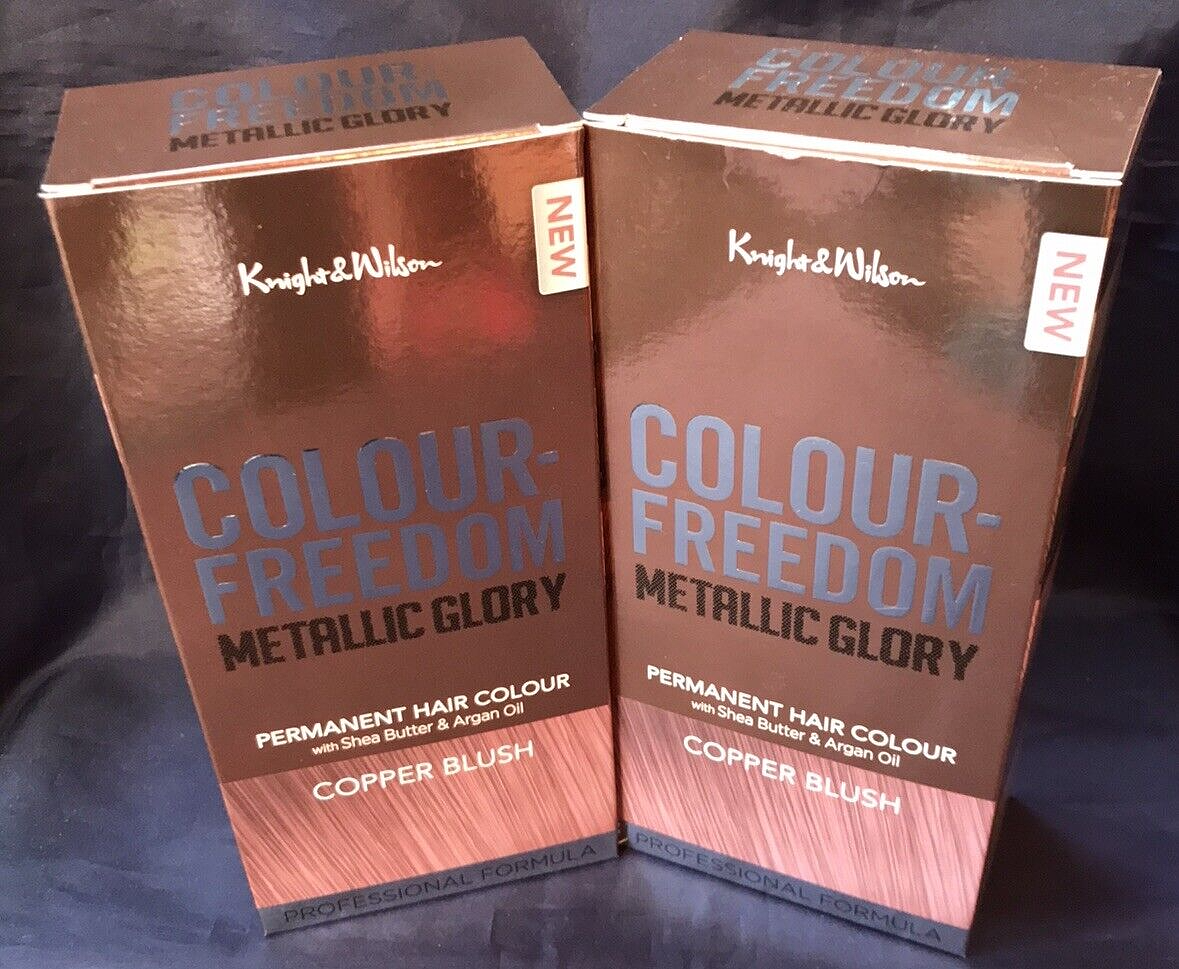 COLOUR-
FREEDOM
METALLIC GLORY
Knight & Wilson
NEW
COLOUR-
FREEDOM
METALLIC GLORY
PERMANENT HAIR COLOUR
with Shea Butter & Argan Oil
COPPER BLUSH
PROFESSIONAL FORMULA
COLOUR-
FREEDOM
METALLIC GLORY
Knight & Wilson
NEW
COLOUR-
FREEDOM
METALLIC GLORY
PERMANENT HAIR COLOUR
with Shea Butter & Argan Oil
COPPER BLUSH
PROFESSIONAL FORMULA